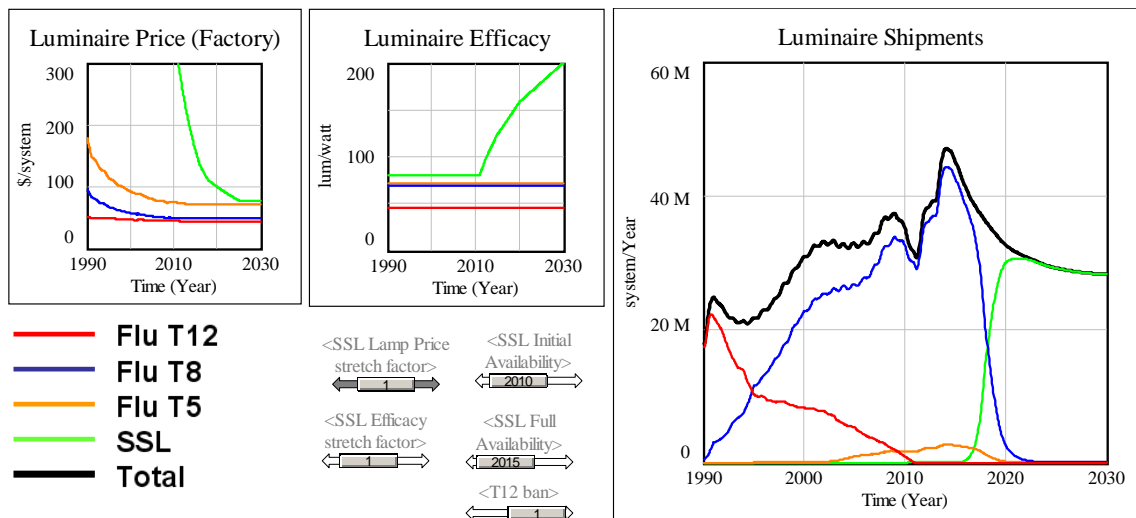 Luminaire Price (Factory)
300
200
100
0
$/system
1990
2010
2030
Time (Year)
Luminaire Efficacy
200
100
0
lum/watt
1990
2010
2030
Time (Year)
Luminaire Shipments
60 M
40 M
20 M
0
system/Year
1990
2000
2010
2020
2030
Time (Year)
Flu T12
Flu T8
Flu T5
SSL
Total
<SSL Lamp Price
stretch factor>
1
<SSL Initial
Availability>
2010
<SSL Efficacy
stretch factor>
1
<SSL Full
Availability>
2015
<T12 ban>
1